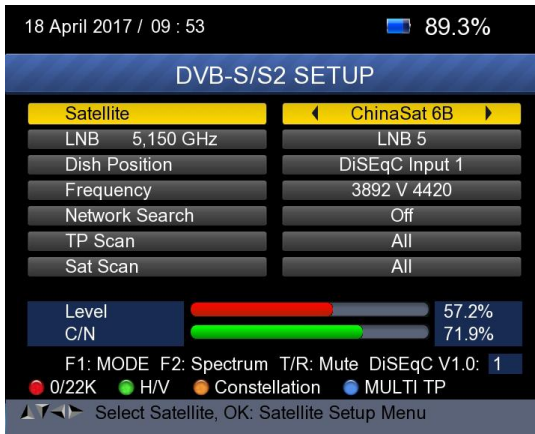 18 April 2017 / 09 : 53 89.3%
DVB-S/S2 SETUP
Satellite ChinaSat 6B
LNB 5,150 GHz LNB 5
Dish Position DiSEqC Input 1
Frequency 3892 V 4420
Network Search Off
TP Scan All
Sat Scan All
Level 57.2%
C/N 71.9%
F1: MODE F2: Spectrum T/R: Mute DiSEqC V1.0: 1
0/22K H/V Constellation MULTI TP
Select Satellite, OK: Satellite Setup Menu